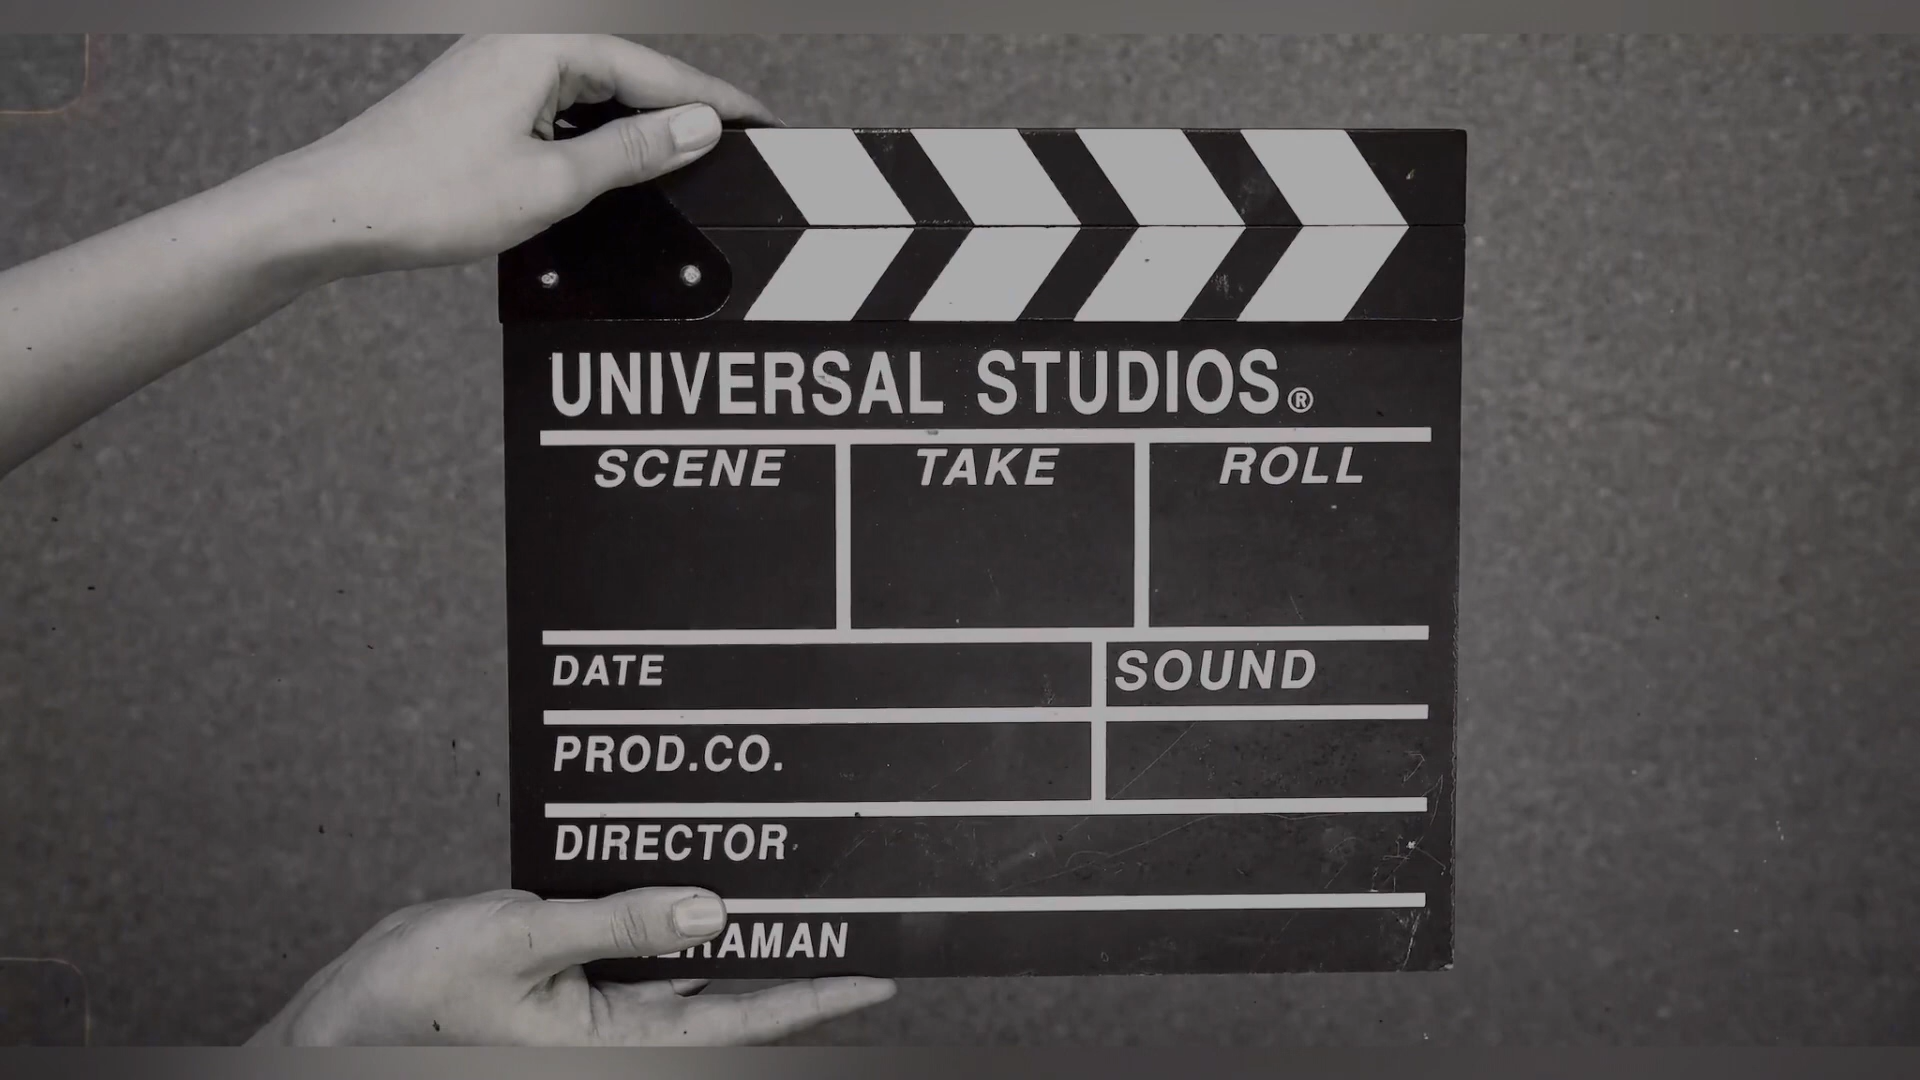 UNIVERSAL STUDIOS®
SCENE TAKE ROLL
DATE SOUND
PROD.CO.
DIRECTOR